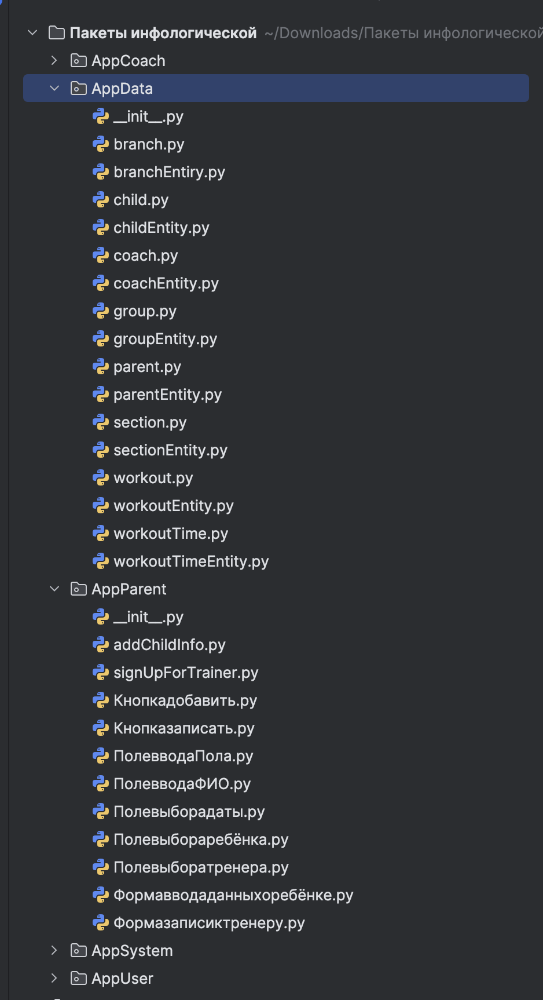 Пакеты инфологической ~/Downloads/Пакеты инфологической
AppCoach
AppData
__init__.py
branch.py
branchEntiry.py
child.py
childEntity.py
coach.py
coachEntity.py
group.py
groupEntity.py
parent.py
parentEntity.py
section.py
sectionEntity.py
workout.py
workoutEntity.py
workoutTime.py
workoutTimeEntity.py
AppParent
__init__.py
addChildInfo.py
signUpForTrainer.py
Кнопкадобавить.py
Кнопказаписать.py
ПолевводаПола.py
ПолевводаФИО.py
Полевыборадаты.py
Полевыбораребёнка.py
Полевыборатренера.py
Формавводаданныхоребёнке.py
Формазаписиктренеру.py
AppSystem
AppUser